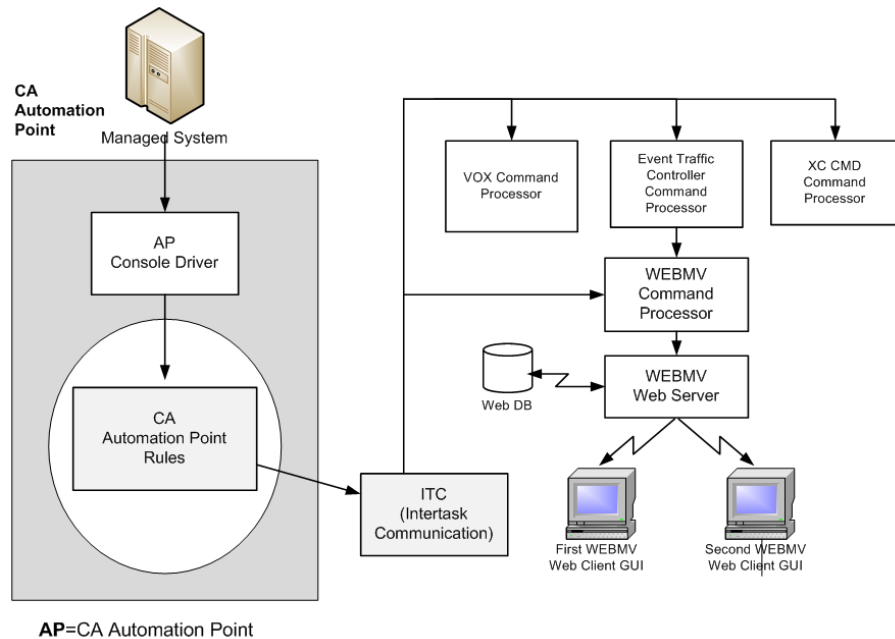 CA
Automation
Point
Managed System
AP
Console Driver
CA
Automation Point
Rules
ITC
(Intertask
Communication)
VOX Command
Processor
Event Traffic
Controller
Command
Processor
XC CMD
Command
Processor
WEBMV
Command
Processor
WEBMV
Web Server
Web DB
First WEBMV
Web Client GUI
Second WEBMV
Web Client GUI
AP=CA Automation Point